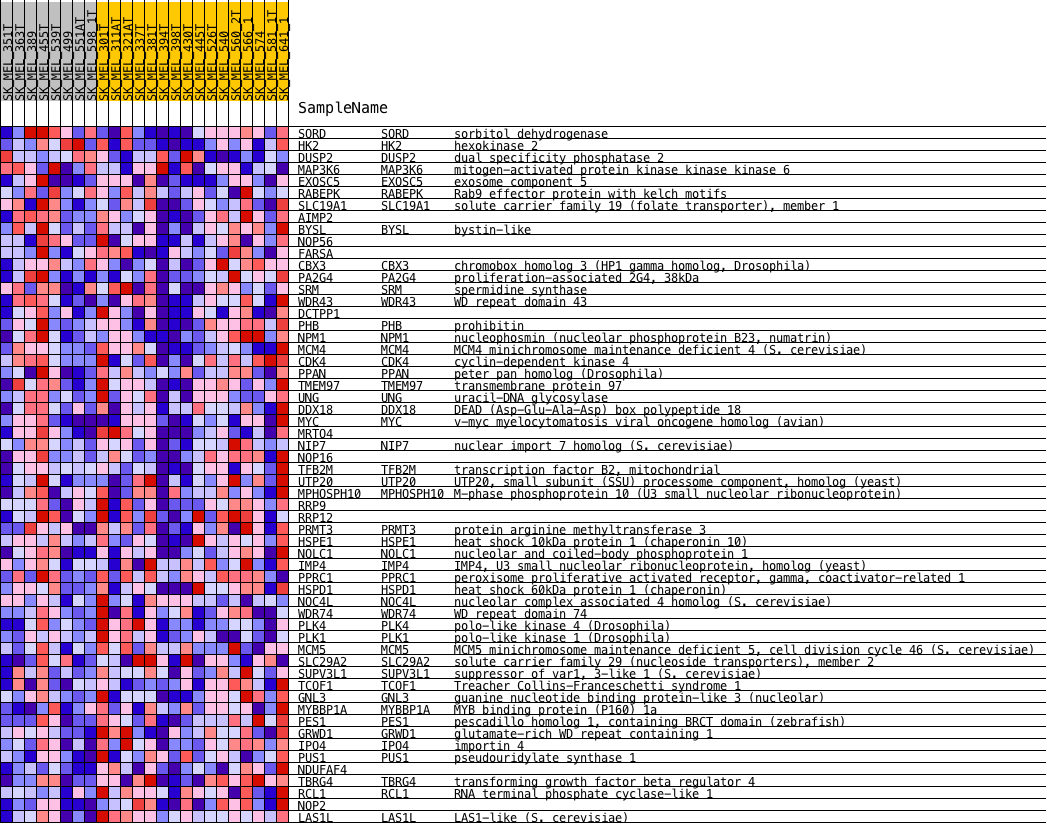 SK_MEL_351T
SK_MEL_363T
SK_MEL_389
SK_MEL_455T
SK_MEL_539T
SK_MEL_499
SK_MEL_551AT
SK_MEL_598_1T
SK_MEL_301T
SK_MEL_311AT
SK_MEL_321AT
SK_MEL_337T
SK_MEL_381T
SK_MEL_394T
SK_MEL_398T
SK_MEL_430T
SK_MEL_445T
SK_MEL_526T
SK_MEL_540
SK_MEL_560_2T
SK_MEL_566_1
SK_MEL_574
SK_MEL_581_1T
SK_MEL_641_1
SampleName
SORD SORD sorbitol dehydrogenase
HK2 HK2 hexokinase 2
DUSP2 DUSP2 dual specificity phosphatase 2
MAP3K6 MAP3K6 mitogen-activated protein kinase kinase kinase 6
EXOSC5 EXOSC5 exosome component 5
RABEPK RABEPK Rab9 effector protein with kelch motifs
SLC19A1 SLC19A1 solute carrier family 19 (folate transporter), member 1
AIMP2
BYSL BYSL bystin-like
NOP56
FARSA
CBX3 CBX3 chromobox homolog 3 (HP1 gamma homolog, Drosophila)
PA2G4 PA2G4 proliferation-associated 2G4, 38kDa
SRM SRM spermidine synthase
WDR43 WDR43 WD repeat domain 43
DCTPP1
PHB PHB prohibitin
NPM1 NPM1 nucleophosmin (nucleolar phosphoprotein B23, numatrin)
MCM4 MCM4 MCM4 minichromosome maintenance deficient 4 (S. cerevisiae)
CDK4 CDK4 cyclin-dependent kinase 4
PPAN PPAN peter pan homolog (Drosophila)
TMEM97 TMEM97 transmembrane protein 97
UNG UNG uracil-DNA glycosylase
DDX18 DDX18 DEAD (Asp-Glu-Ala-Asp) box polypeptide 18
MYC MYC v-myc myelocytomatosis viral oncogene homolog (avian)
MRTO4
NIP7 NIP7 nuclear import 7 homolog (S. cerevisiae)
NOP16
TFB2M TFB2M transcription factor B2, mitochondrial
UTP20 UTP20 UTP20, small subunit (SSU) processome component, homolog (yeast)
MPHOSPH10 MPHOSPH10 M-phase phosphoprotein 10 (U3 small nucleolar ribonucleoprotein)
RRP9
RRP12
PRMT3 PRMT3 protein arginine methyltransferase 3
HSPE1 HSPE1 heat shock 10kDa protein 1 (chaperonin 10)
NOLC1 NOLC1 nucleolar and coiled-body phosphoprotein 1
IMP4 IMP4 IMP4, U3 small nucleolar ribonucleoprotein, homolog (yeast)
PPRC1 PPRC1 peroxisome proliferative activated receptor, gamma, coactivator-related 1
HSPD1 HSPD1 heat shock 60kDa protein 1 (chaperonin)
NOC4L NOC4L nucleolar complex associated 4 homolog (S. cerevisiae)
WDR74 WDR74 WD repeat domain 74
PLK4 PLK4 polo-like kinase 4 (Drosophila)
PLK1 PLK1 polo-like kinase 1 (Drosophila)
MCM5 MCM5 MCM5 minichromosome maintenance deficient 5, cell division cycle 46 (S. cerevisiae)
SLC29A2 SLC29A2 solute carrier family 29 (nucleoside transporters), member 2
SUPV3L1 SUPV3L1 suppressor of var1, 3-like 1 (S. cerevisiae)
TCOF1 TCOF1 Treacher Collins-Franceschetti syndrome 1
GNL3 GNL3 guanine nucleotide binding protein-like 3 (nucleolar)
MYBBP1A MYBBP1A MYB binding protein (P160) 1a
PES1 PES1 pescadillo homolog 1, containing BRCT domain (zebrafish)
GRWD1 GRWD1 glutamate-rich WD repeat containing 1
IPO4 IPO4 importin 4
PUS1 PUS1 pseudouridylate synthase 1
NDUFAF4
TBRG4 TBRG4 transforming growth factor beta regulator 4
RCL1 RCL1 RNA terminal phosphate cyclase-like 1
NOP2
LAS1L LAS1L LAS1-like (S. cerevisiae)